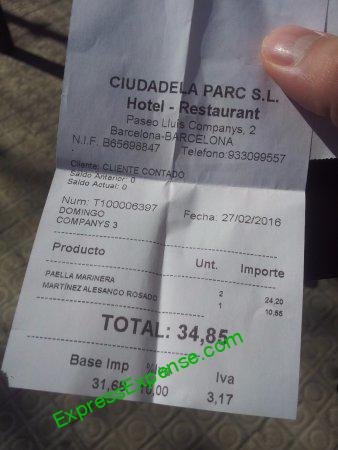 CIUDADELA PARC S.L.
Hotel - Restaurant
Paseo Lluis Companys, 2
Barcelona-BARCELONA
N.I.F. B65698847 Telefono:933099557
Cliente: CLIENTE CONTADO
Saldo Anterior: 0
Saldo Actual: 0
Num: T100006397 Fecha: 27/02/2016
DOMINGO
COMPANYS 3
Producto Unt. Importe
PAELLA MARINERA 2 24,20
MARTÍNEZ ALESANCO ROSADO 1 10,65
TOTAL: 34,85
Base Imp Iva
31,68 10,00 3,17
ExpressExpense.com